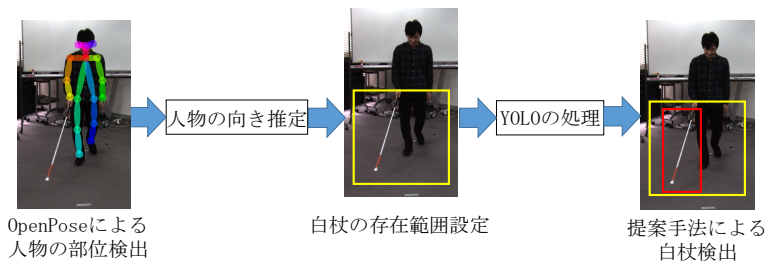 人物の向き推定
YOLOの処理
OpenPoseによる
人物の部位検出
白杖の存在範囲設定
提案手法による
白杖検出